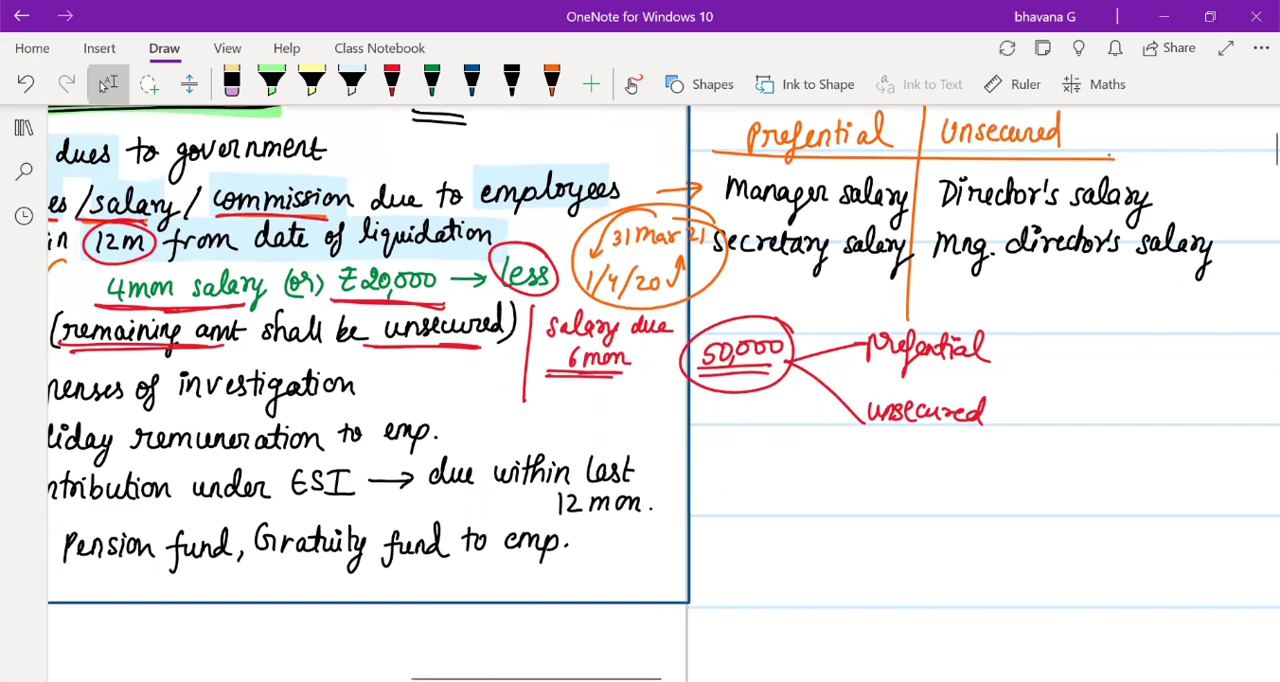 OneNote for Windows 10
bhavana G
Home Insert Draw View Help Class Notebook
Share
Shapes Ink to Shape Ink to Text Ruler Maths
dues to government
es/salary/commission due to employees
in 12m from date of liquidation
4mon salary (or) ₹20,000 → less
(remaining amt shall be unsecured)
salary due
6 mon
31 Mar 21
1/4/20
enses of investigation
liday remuneration to emp.
ntribution under ESI → due within last
12 mon.
Pension fund, Gratuity fund to emp.
Prefential Unsecured
→ Manager salary Director's salary
Secretary salary Mng. director's salary
50,000
Prefential
unsecured